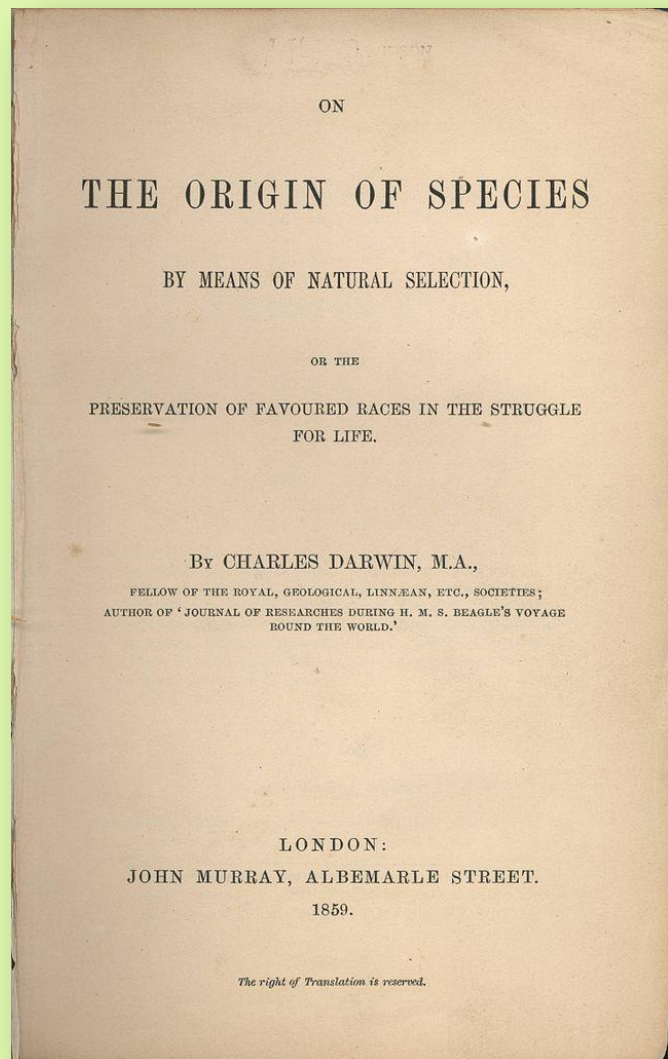 ON
THE ORIGIN OF SPECIES
BY MEANS OF NATURAL SELECTION,
OR THE
PRESERVATION OF FAVOURED RACES IN THE STRUGGLE
FOR LIFE.
BY CHARLES DARWIN, M.A.,
FELLOW OF THE ROYAL, GEOLOGICAL, LINNÆAN, ETC., SOCIETIES;
AUTHOR OF ‘JOURNAL OF RESEARCHES DURING H. M. S. BEAGLE'S VOYAGE
ROUND THE WORLD.’
LONDON:
JOHN MURRAY, ALBEMARLE STREET.
1859.
The right of Translation is reserved.